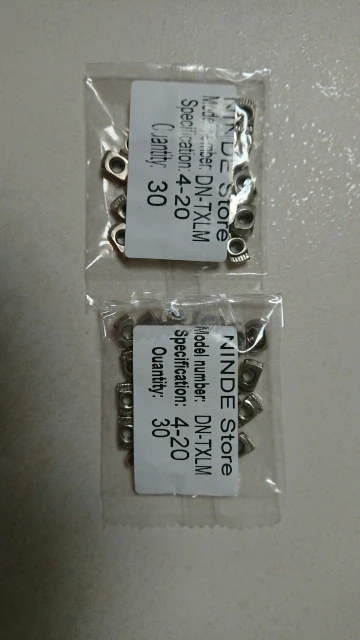 NINDE Store
Model number: DN-TXLM
Specification: 4-20
Quantity: 30
NINDE Store
Model number: DN-TXLM
Specification: 4-20
Quantity: 30